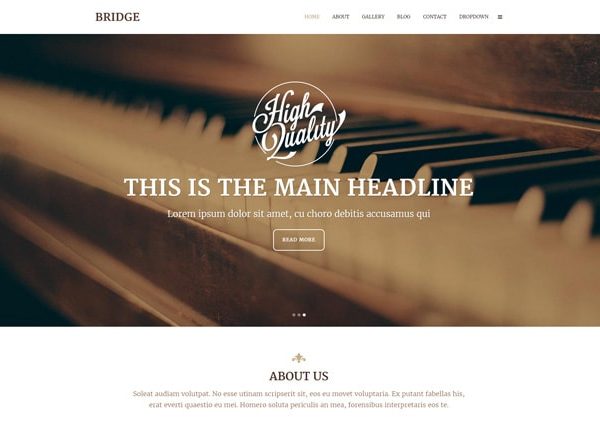 BRIDGE
HOME ABOUT GALLERY BLOG CONTACT DROPDOWN
High
Quality
THIS IS THE MAIN HEADLINE
Lorem ipsum dolor sit amet, cu choro debitis accusamus qui
READ MORE
ABOUT US
Soleat audiam volutpat. No esse utinam scripserit sit, eos eu movet voluptaria. Ex putant fabellas his,
erat everti quaestio eu mei. Homero soluta periculis an mea, forensibus interpretaris eos te.